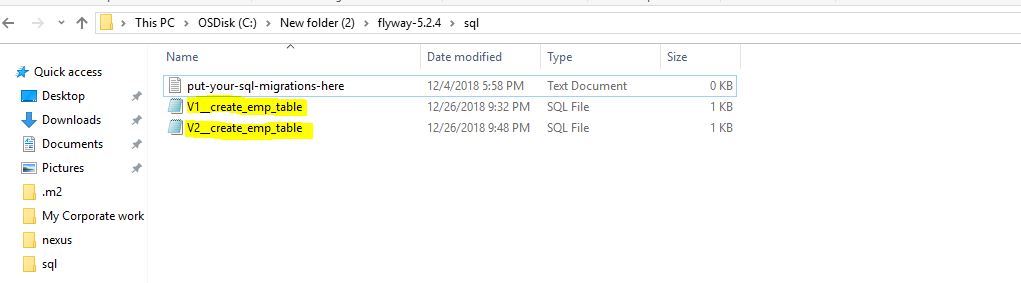 This PC > OSDisk (C:) > New folder (2) > flyway-5.2.4 > sql
Name Date modified Type Size
Quick access
put-your-sql-migrations-here 12/4/2018 5:58 PM Text Document 0 KB
Desktop
V1__create_emp_table 12/26/2018 9:32 PM SQL File 1 KB
Downloads
V2__create_emp_table 12/26/2018 9:48 PM SQL File 1 KB
Documents
Pictures
.m2
My Corporate work
nexus
sql